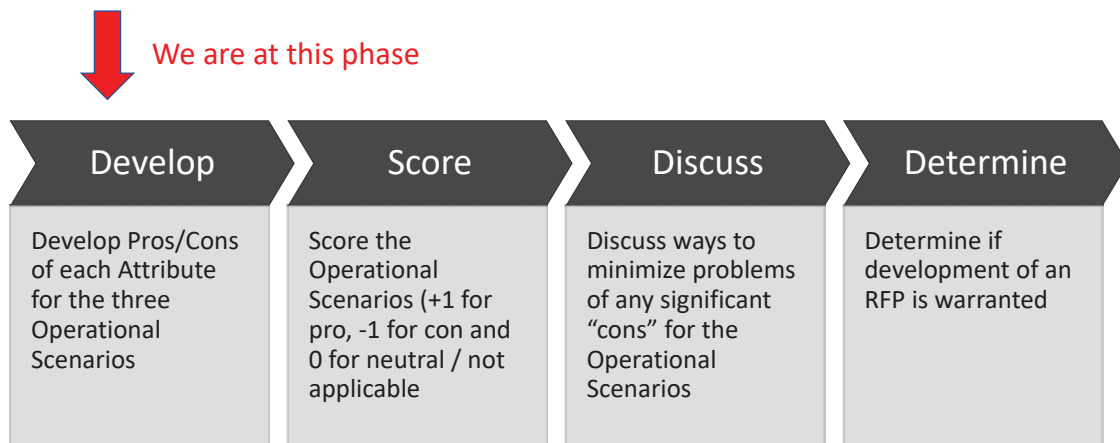 We are at this phase
Develop
Develop Pros/Cons
of each Attribute
for the three
Operational
Scenarios
Score
Score the
Operational
Scenarios (+1 for
pro, -1 for con and
0 for neutral / not
applicable
Discuss
Discuss ways to
minimize problems
of any significant
“cons” for the
Operational
Scenarios
Determine
Determine if
development of an
RFP is warranted